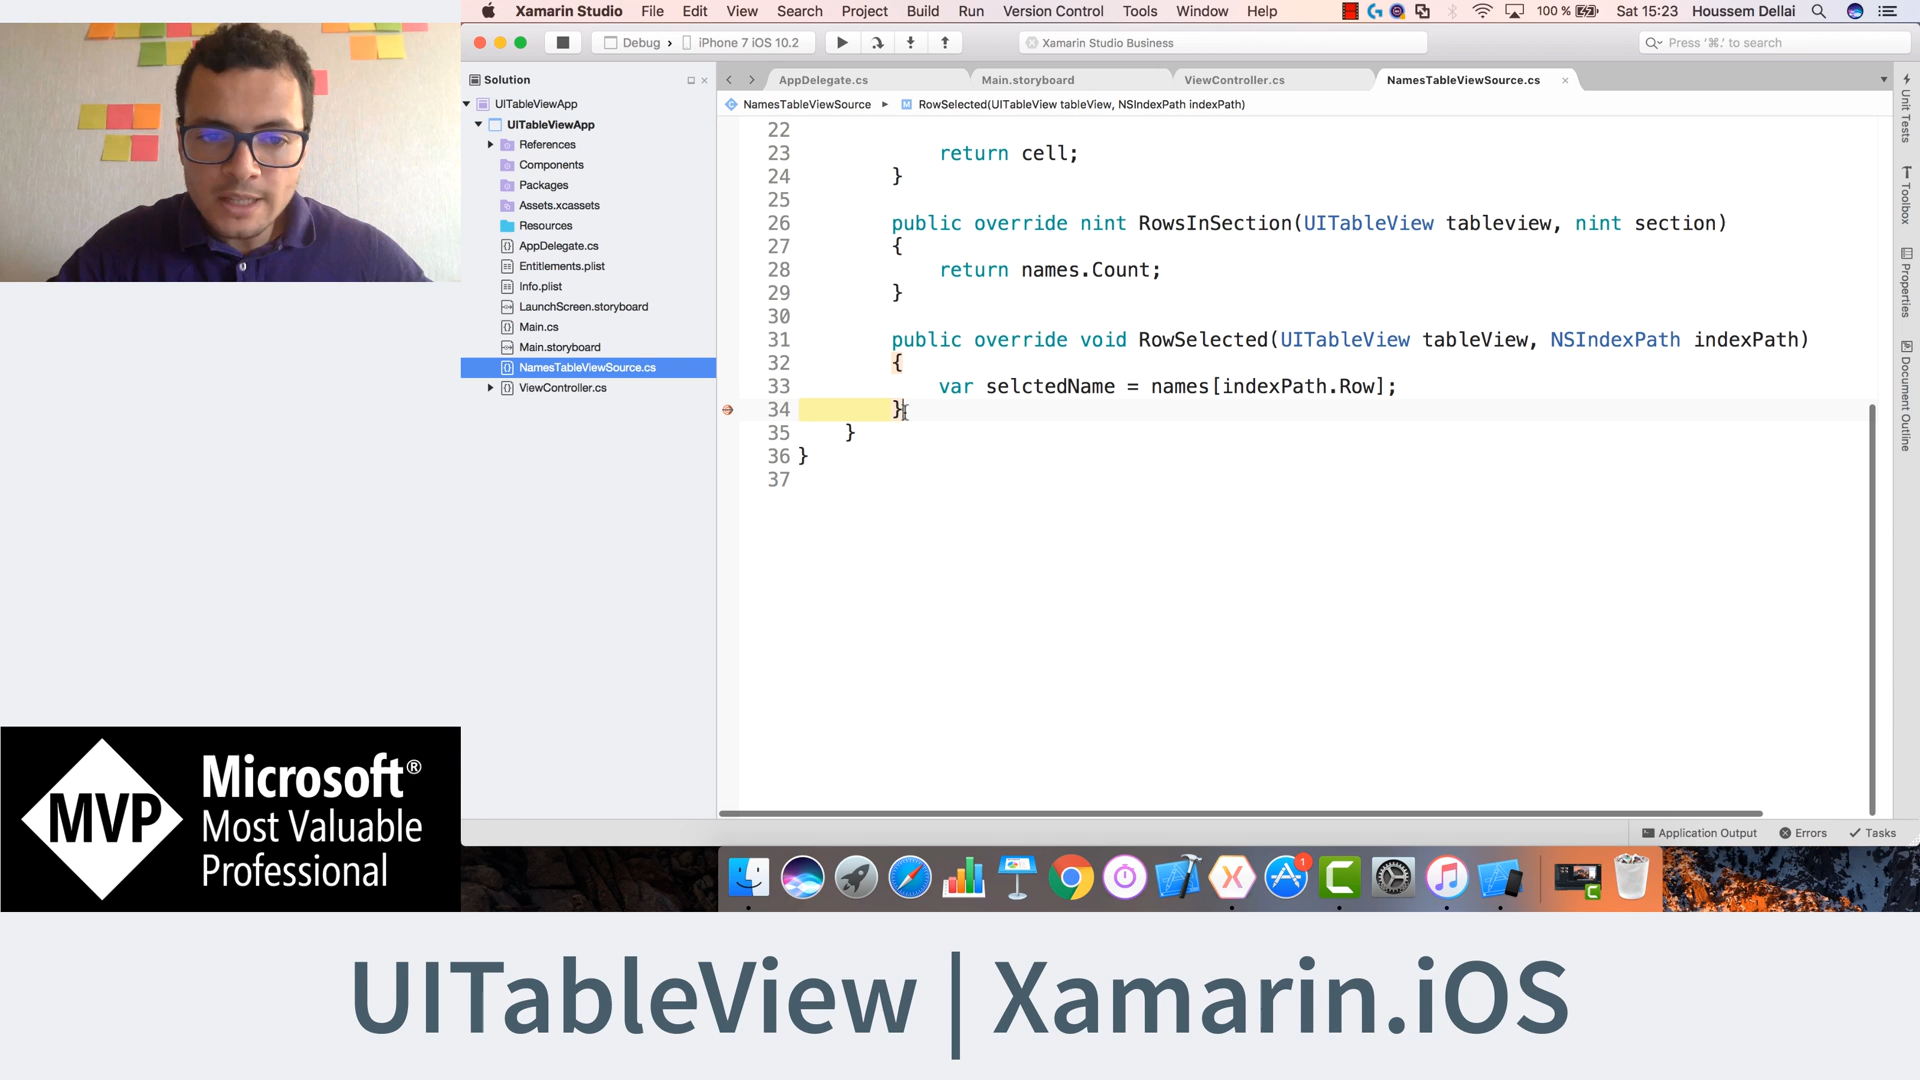 Xamarin Studio File Edit View Search Project Build Run Version Control Tools Window Help 100 % Sat 15:23 Houssem Dellai
Debug iPhone 7 iOS 10.2 Xamarin Studio Business Press '⌘.' to search
Solution
AppDelegate.cs Main.storyboard ViewController.cs NamesTableViewSource.cs
NamesTableViewSource RowSelected(UITableView tableView, NSIndexPath indexPath)
UITableViewApp
UITableViewApp
References
Components
Packages
Assets.xcassets
Resources
AppDelegate.cs
Entitlements.plist
Info.plist
LaunchScreen.storyboard
Main.cs
Main.storyboard
NamesTableViewSource.cs
ViewController.cs
22
23 return cell;
24 }
25
26 public override nint RowsInSection(UITableView tableview, nint section)
27 {
28 return names.Count;
29 }
30
31 public override void RowSelected(UITableView tableView, NSIndexPath indexPath)
32 {
33 var selctedName = names[indexPath.Row];
34 }
35 }
36 }
37
Unit Tests
Toolbox
Properties
Document Outline
Application Output Errors Tasks
1
MVP
Microsoft®
Most Valuable
Professional
UITableView | Xamarin.iOS